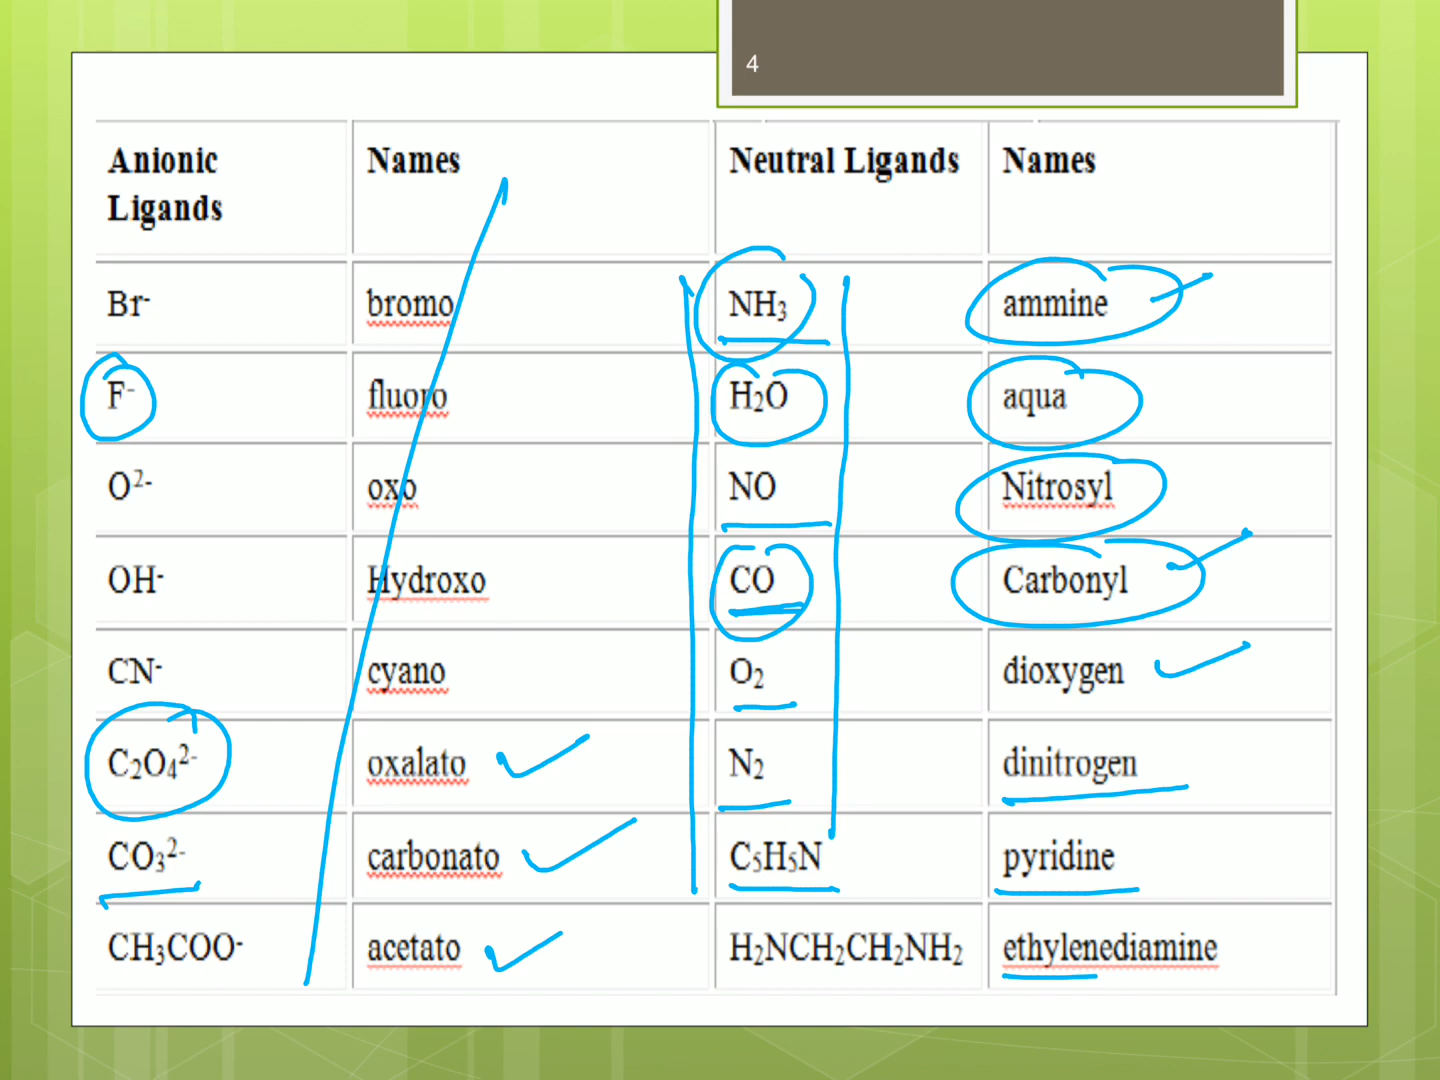 4
Anionic Ligands Names Neutral Ligands Names
Br⁻ bromo NH₃ ammine
F⁻ fluoro H₂O aqua
O²⁻ oxo NO Nitrosyl
OH⁻ Hydroxo CO Carbonyl
CN⁻ cyano O₂ dioxygen
C₂O₄²⁻ oxalato N₂ dinitrogen
CO₃²⁻ carbonato C₅H₅N pyridine
CH₃COO⁻ acetato H₂NCH₂CH₂NH₂ ethylenediamine